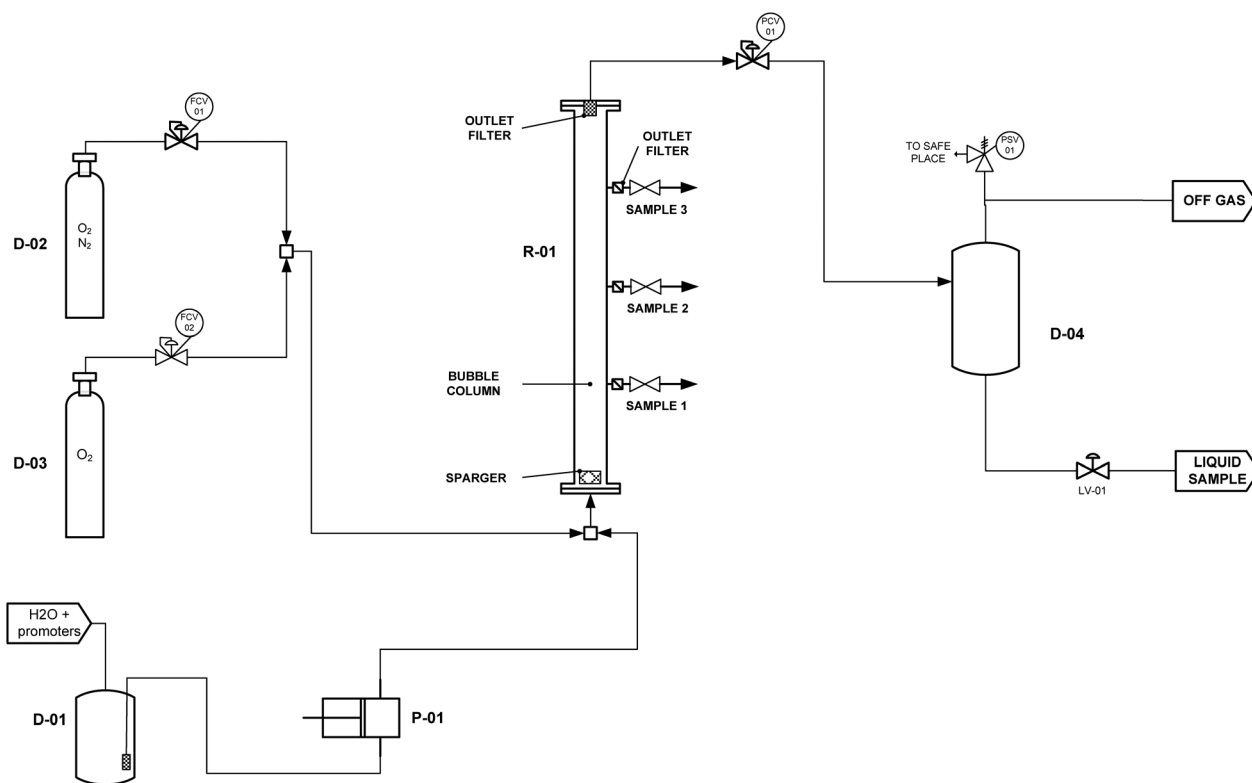 PCV
01
FCV
01
OUTLET
FILTER
OUTLET
FILTER
TO SAFE
PLACE
PSV
01
SAMPLE 3
OFF GAS
D-02
O₂
N₂
R-01
SAMPLE 2
FCV
02
D-04
BUBBLE
COLUMN
SAMPLE 1
D-03
O₂
SPARGER
LV-01
LIQUID
SAMPLE
H2O +
promoters
D-01
P-01